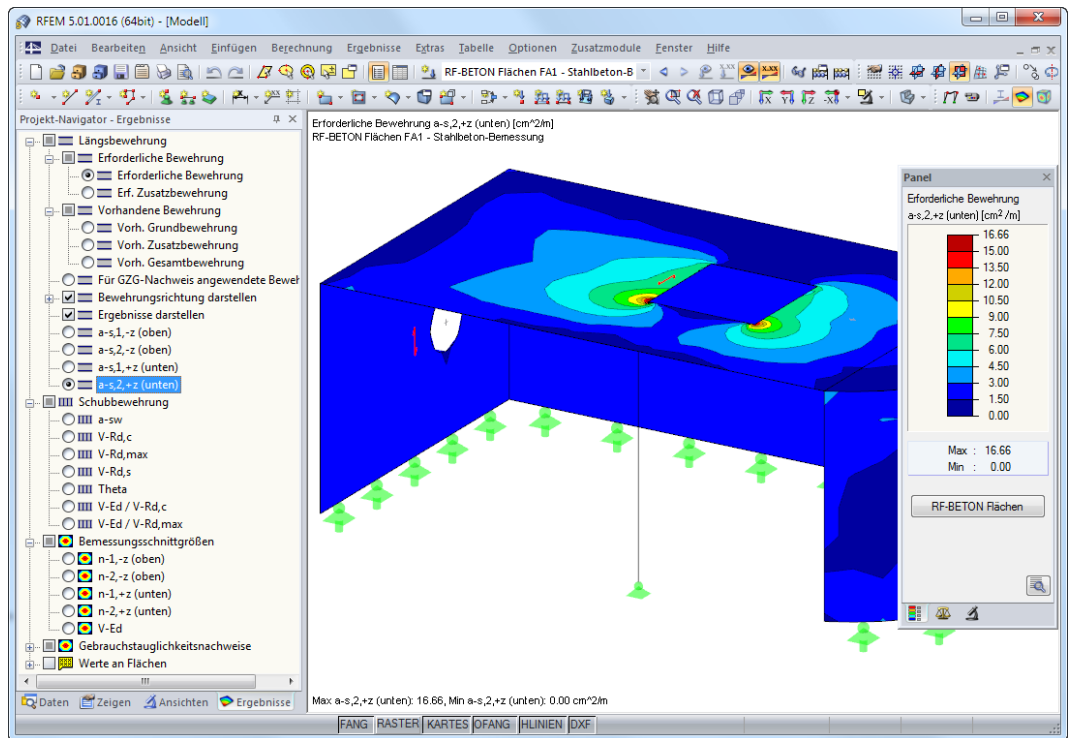 RFEM 5.01.0016 (64bit) - [Modell]
Datei Bearbeiten Ansicht Einfügen Berechnung Ergebnisse Extras Tabelle Optionen Zusatzmodule Fenster Hilfe
RF-BETON Flächen FA1 - Stahlbeton-B
Projekt-Navigator - Ergebnisse
Längsbewehrung
Erforderliche Bewehrung
Erforderliche Bewehrung
Erf. Zusatzbewehrung
Vorhandene Bewehrung
Vorh. Grundbewehrung
Vorh. Zusatzbewehrung
Vorh. Gesamtbewehrung
Für GZG-Nachweis angewendete Beweh
Bewehrungsrichtung darstellen
Ergebnisse darstellen
a-s,1,-z (oben)
a-s,2,-z (oben)
a-s,1,+z (unten)
a-s,2,+z (unten)
Schubbewehrung
a-sw
V-Rd,c
V-Rd,max
V-Rd,s
Theta
V-Ed / V-Rd,c
V-Ed / V-Rd,max
Bemessungsschnittgrößen
n-1,-z (oben)
n-2,-z (oben)
n-1,+z (unten)
n-2,+z (unten)
V-Ed
Gebrauchstauglichkeitsnachweise
Werte an Flächen
Daten Zeigen Ansichten Ergebnisse
Erforderliche Bewehrung a-s,2,+z (unten) [cm^2/m]
RF-BETON Flächen FA1 - Stahlbeton-Bemessung
Panel
Erforderliche Bewehrung
a-s,2,+z (unten) [cm²/m]
16.66
15.00
13.50
12.00
10.50
9.00
7.50
6.00
4.50
3.00
1.50
0.00
Max : 16.66
Min : 0.00
RF-BETON Flächen
Max a-s,2,+z (unten): 16.66, Min a-s,2,+z (unten): 0.00 cm^2/m
FANG RASTER KARTES OFANG HLINIEN DXF